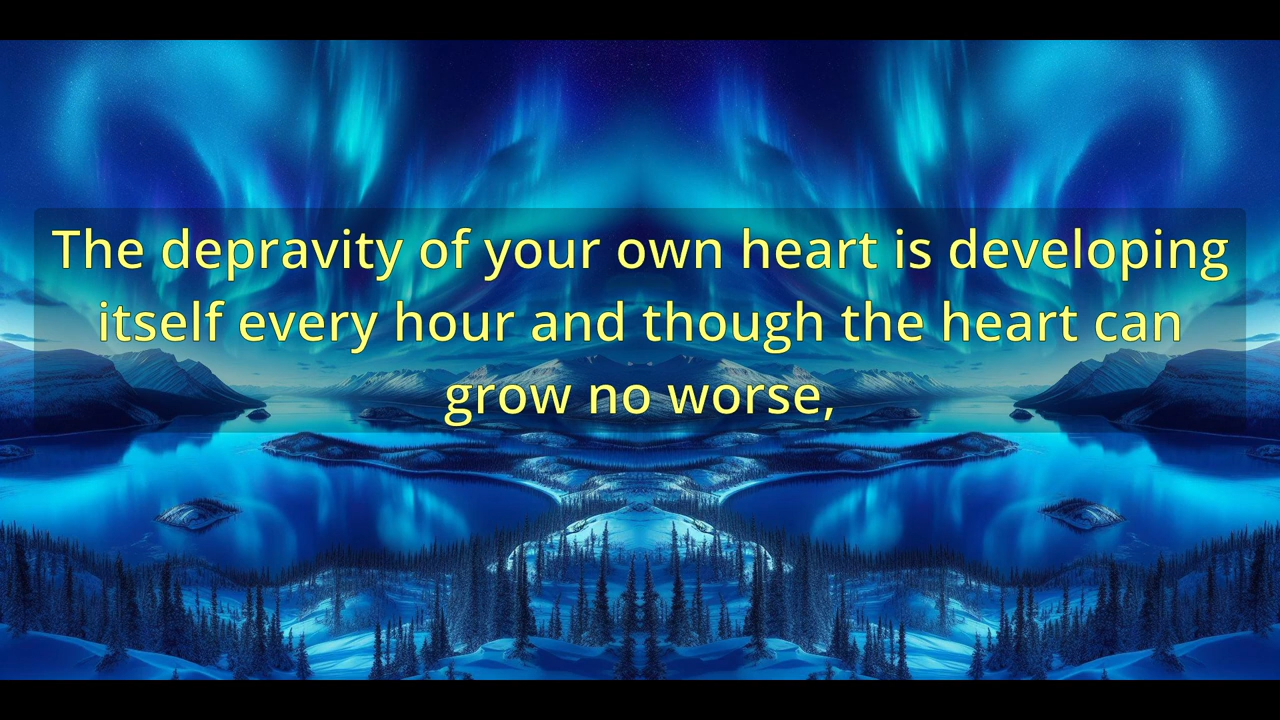 The depravity of your own heart is developing
itself every hour and though the heart can
grow no worse,